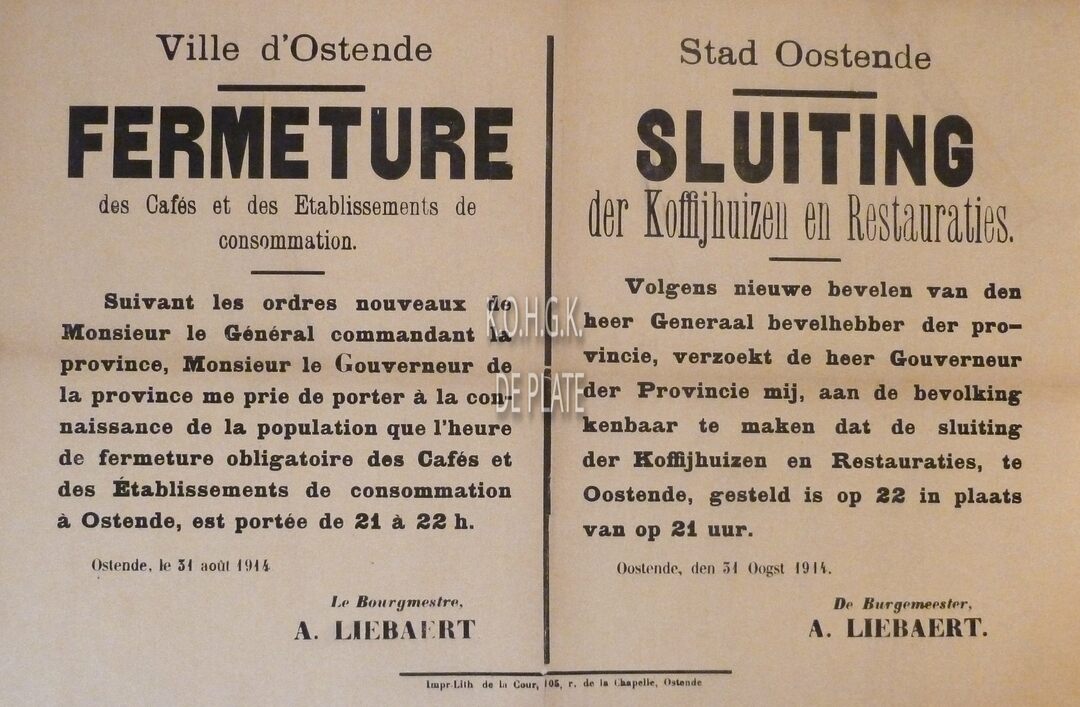 Ville d'Ostende
FERMETURE
des Cafés et des Etablissements de
consommation.
Suivant les ordres nouveaux de
Monsieur le Général commandant la
province, Monsieur le Gouverneur de
la province me prie de porter à la con-
naissance de la population que l'heure
de fermeture obligatoire des Cafés et
des Établissements de consommation
à Ostende, est portée de 21 à 22 h.
Ostende, le 31 août 1914
Le Bourgmestre,
A. LIEBAERT
Stad Oostende
SLUITING
der Koffijhuizen en Restauraties.
Volgens nieuwe bevelen van den
heer Generaal bevelhebber der pro-
vincie, verzoekt de heer Gouverneur
der Provincie mij, aan de bevolking
kenbaar te maken dat de sluiting
der Koffijhuizen en Restauraties, te
Oostende, gesteld is op 22 in plaats
van op 21 uur.
Oostende, den 31 Oogst 1914.
De Burgemeester,
A. LIEBAERT.
Impr-Lith de la Cour, 105, r. de la Chapelle, Ostende
K.O.H.G.K.
DE PLATE